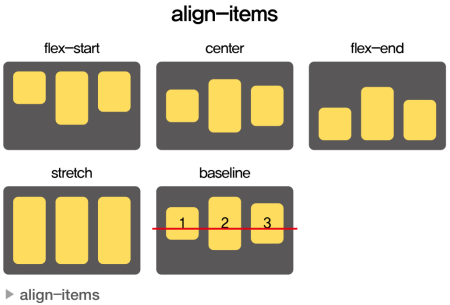 align-items
flex-start center flex-end
stretch baseline
1 2 3
▶ align-items